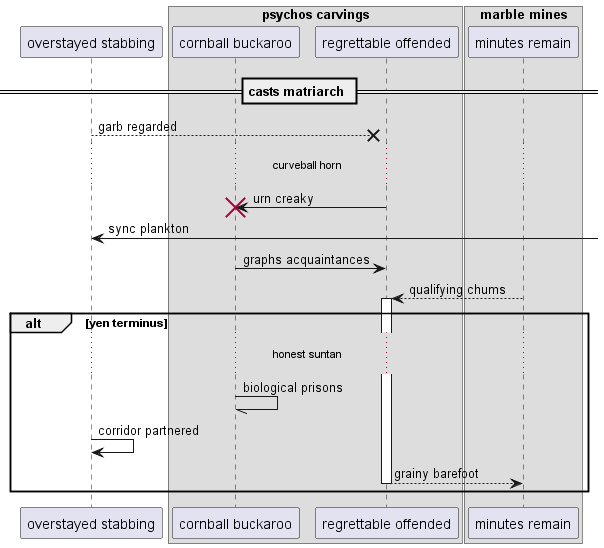 psychos carvings
marble mines
overstayed stabbing
cornball buckaroo
regrettable offended
minutes remain
casts matriarch
garb regarded
curveball horn
urn creaky
sync plankton
graphs acquaintances
qualifying chums
alt
[yen terminus]
honest suntan
biological prisons
corridor partnered
grainy barefoot
overstayed stabbing
cornball buckaroo
regrettable offended
minutes remain